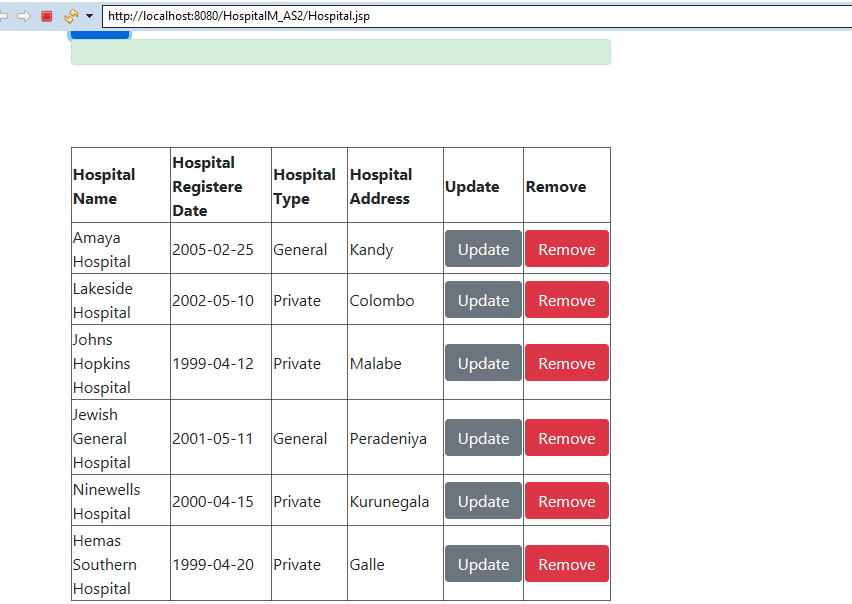 http://localhost:8080/HospitalM_AS2/Hospital.jsp
Hospital Name
Hospital Registere Date
Hospital Type
Hospital Address
Update
Remove
Amaya Hospital
2005-02-25
General
Kandy
Update
Remove
Lakeside Hospital
2002-05-10
Private
Colombo
Update
Remove
Johns Hopkins Hospital
1999-04-12
Private
Malabe
Update
Remove
Jewish General Hospital
2001-05-11
General
Peradeniya
Update
Remove
Ninewells Hospital
2000-04-15
Private
Kurunegala
Update
Remove
Hemas Southern Hospital
1999-04-20
Private
Galle
Update
Remove